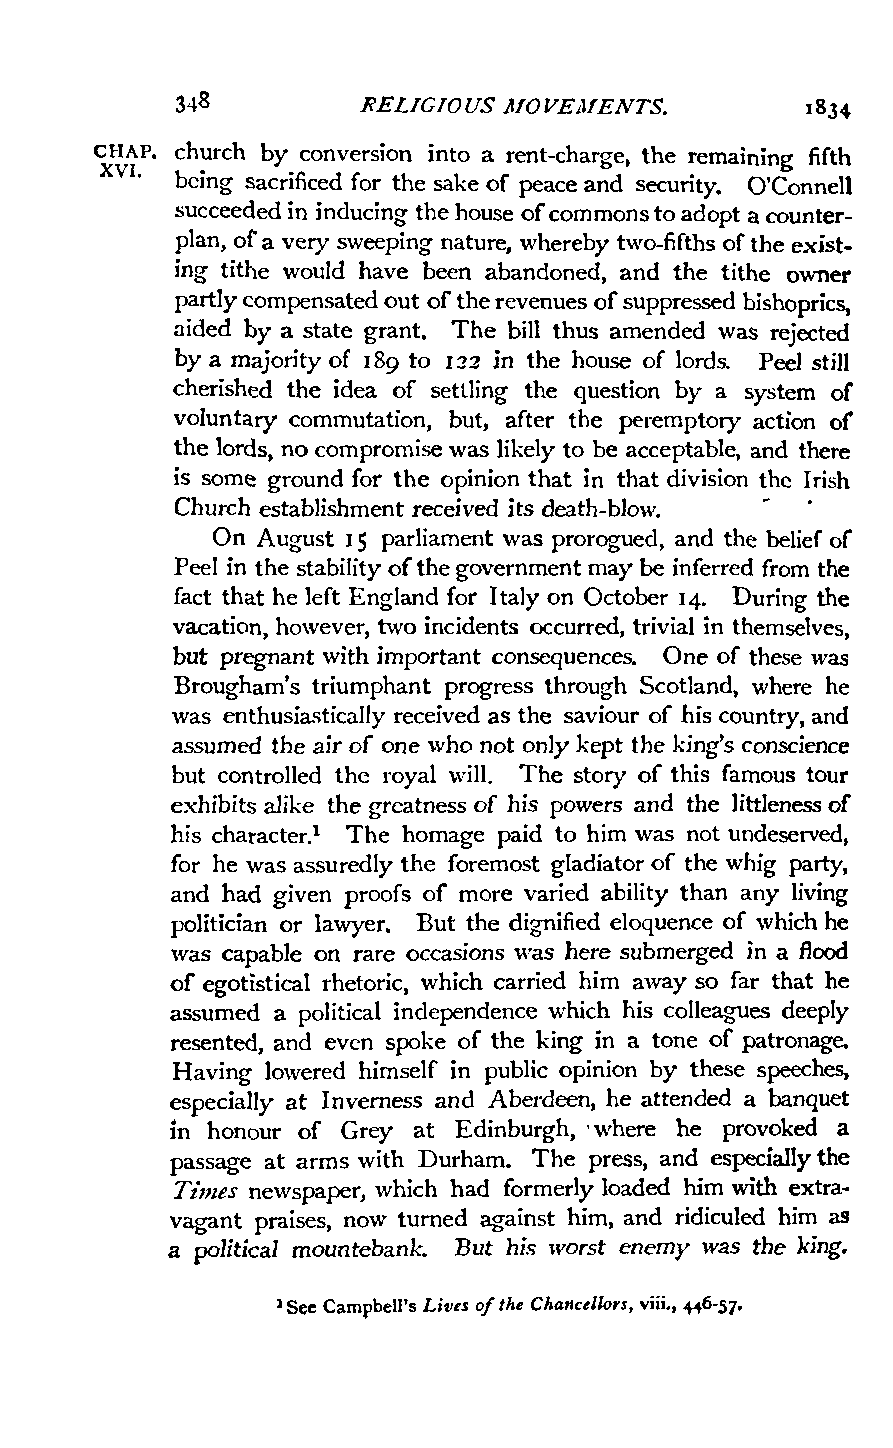 348 RELIGIOUS MOVEMENTS. 1834
CHAP. XVI.
church by conversion into a rent-charge, the remaining fifth
being sacrificed for the sake of peace and security. O'Connell
succeeded in inducing the house of commons to adopt a counter-
plan, of a very sweeping nature, whereby two-fifths of the exist-
ing tithe would have been abandoned, and the tithe owner
partly compensated out of the revenues of suppressed bishoprics,
aided by a state grant. The bill thus amended was rejected
by a majority of 189 to 122 in the house of lords. Peel still
cherished the idea of settling the question by a system of
voluntary commutation, but, after the peremptory action of
the lords, no compromise was likely to be acceptable, and there
is some ground for the opinion that in that division the Irish
Church establishment received its death-blow.
On August 15 parliament was prorogued, and the belief of
Peel in the stability of the government may be inferred from the
fact that he left England for Italy on October 14. During the
vacation, however, two incidents occurred, trivial in themselves,
but pregnant with important consequences. One of these was
Brougham's triumphant progress through Scotland, where he
was enthusiastically received as the saviour of his country, and
assumed the air of one who not only kept the king's conscience
but controlled the royal will. The story of this famous tour
exhibits alike the greatness of his powers and the littleness of
his character.¹ The homage paid to him was not undeserved,
for he was assuredly the foremost gladiator of the whig party,
and had given proofs of more varied ability than any living
politician or lawyer. But the dignified eloquence of which he
was capable on rare occasions was here submerged in a flood
of egotistical rhetoric, which carried him away so far that he
assumed a political independence which his colleagues deeply
resented, and even spoke of the king in a tone of patronage.
Having lowered himself in public opinion by these speeches,
especially at Inverness and Aberdeen, he attended a banquet
in honour of Grey at Edinburgh, where he provoked a
passage at arms with Durham. The press, and especially the
Times newspaper, which had formerly loaded him with extra-
vagant praises, now turned against him, and ridiculed him as
a political mountebank. But his worst enemy was the king.
¹ See Campbell's Lives of the Chancellors, viii., 446-57.